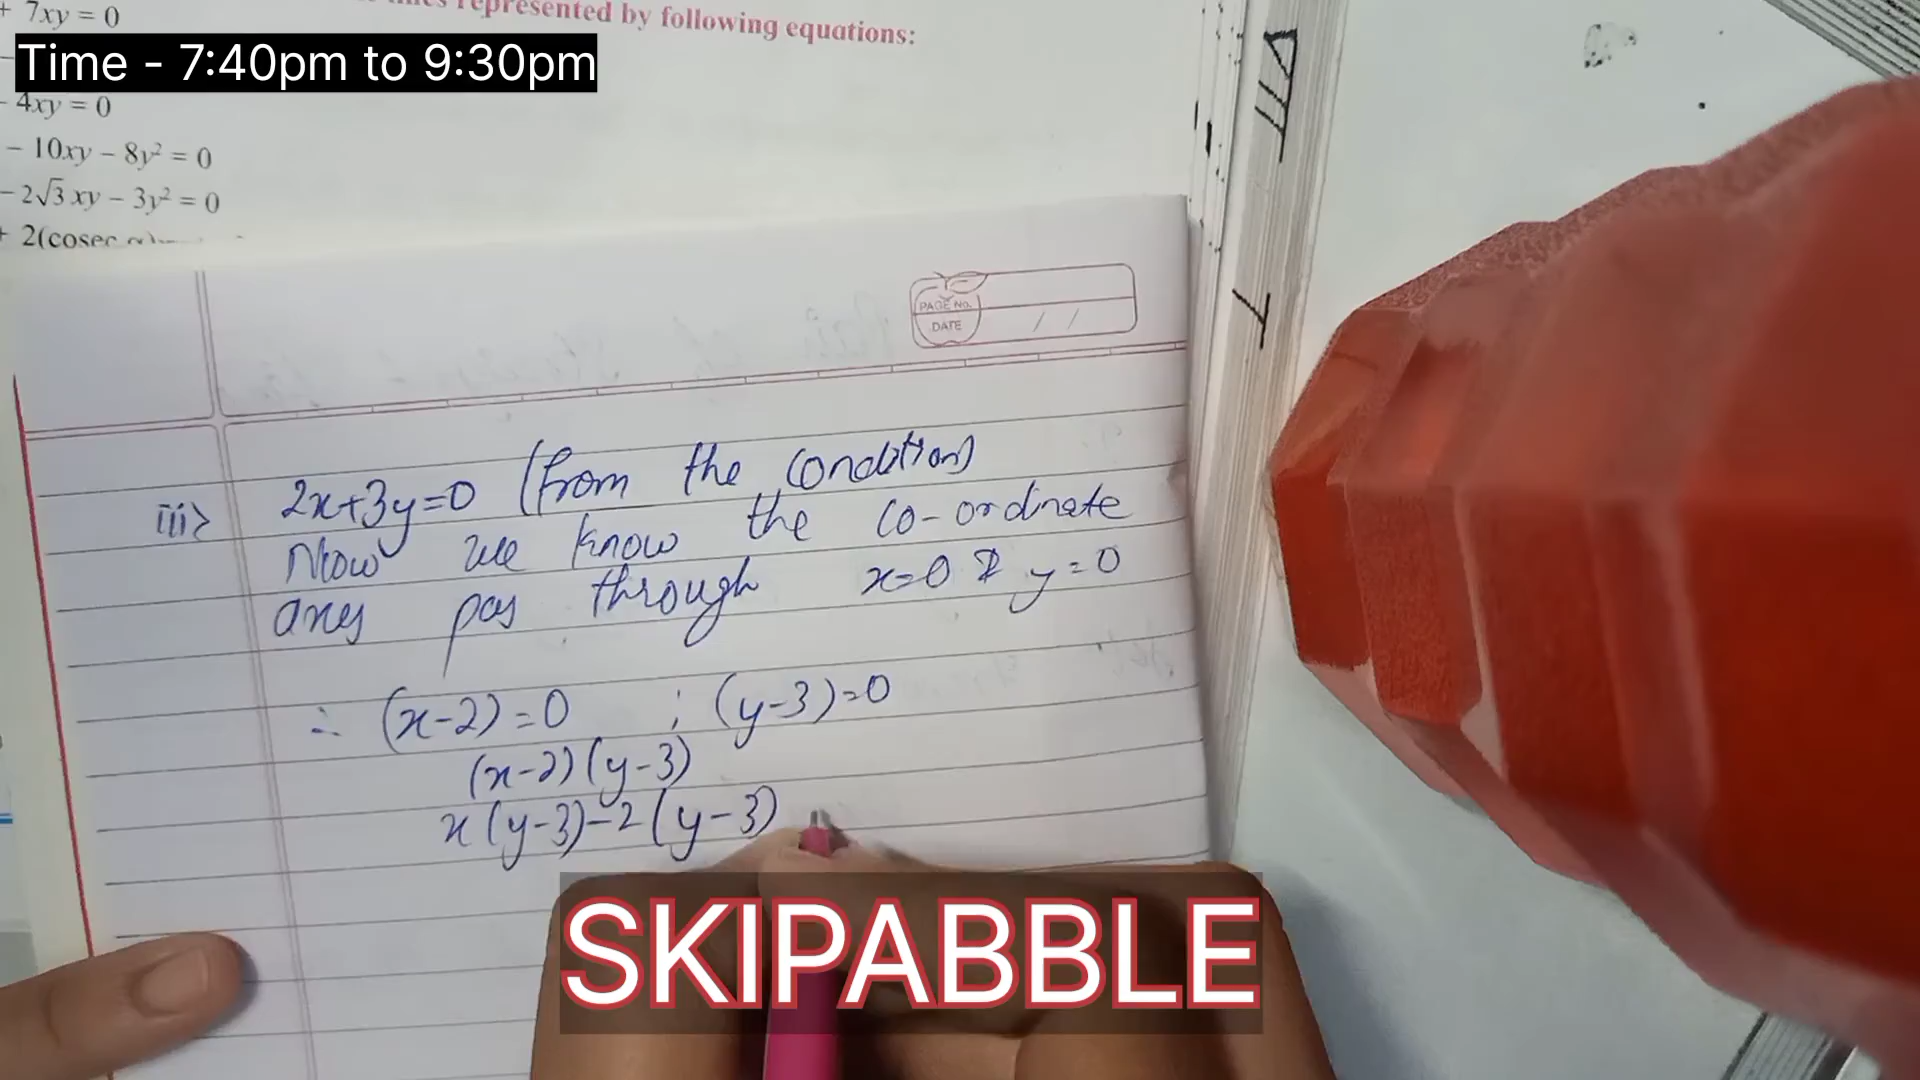 + 7xy = 0
represented by following equations:
Time - 7:40pm to 9:30pm
- 4xy = 0
- 10xy - 8y² = 0
- 2√3 xy - 3y² = 0
+ 2(cosec α)
PAGE No.
DATE / /
iii> 2x+3y=0 (from the condition)
Now we know the co-ordinate
axes pas through x=0 & y=0
∴ (x-2)=0 ; (y-3)=0
(x-2)(y-3)
x(y-3)-2(y-3)
SKIPABBLE